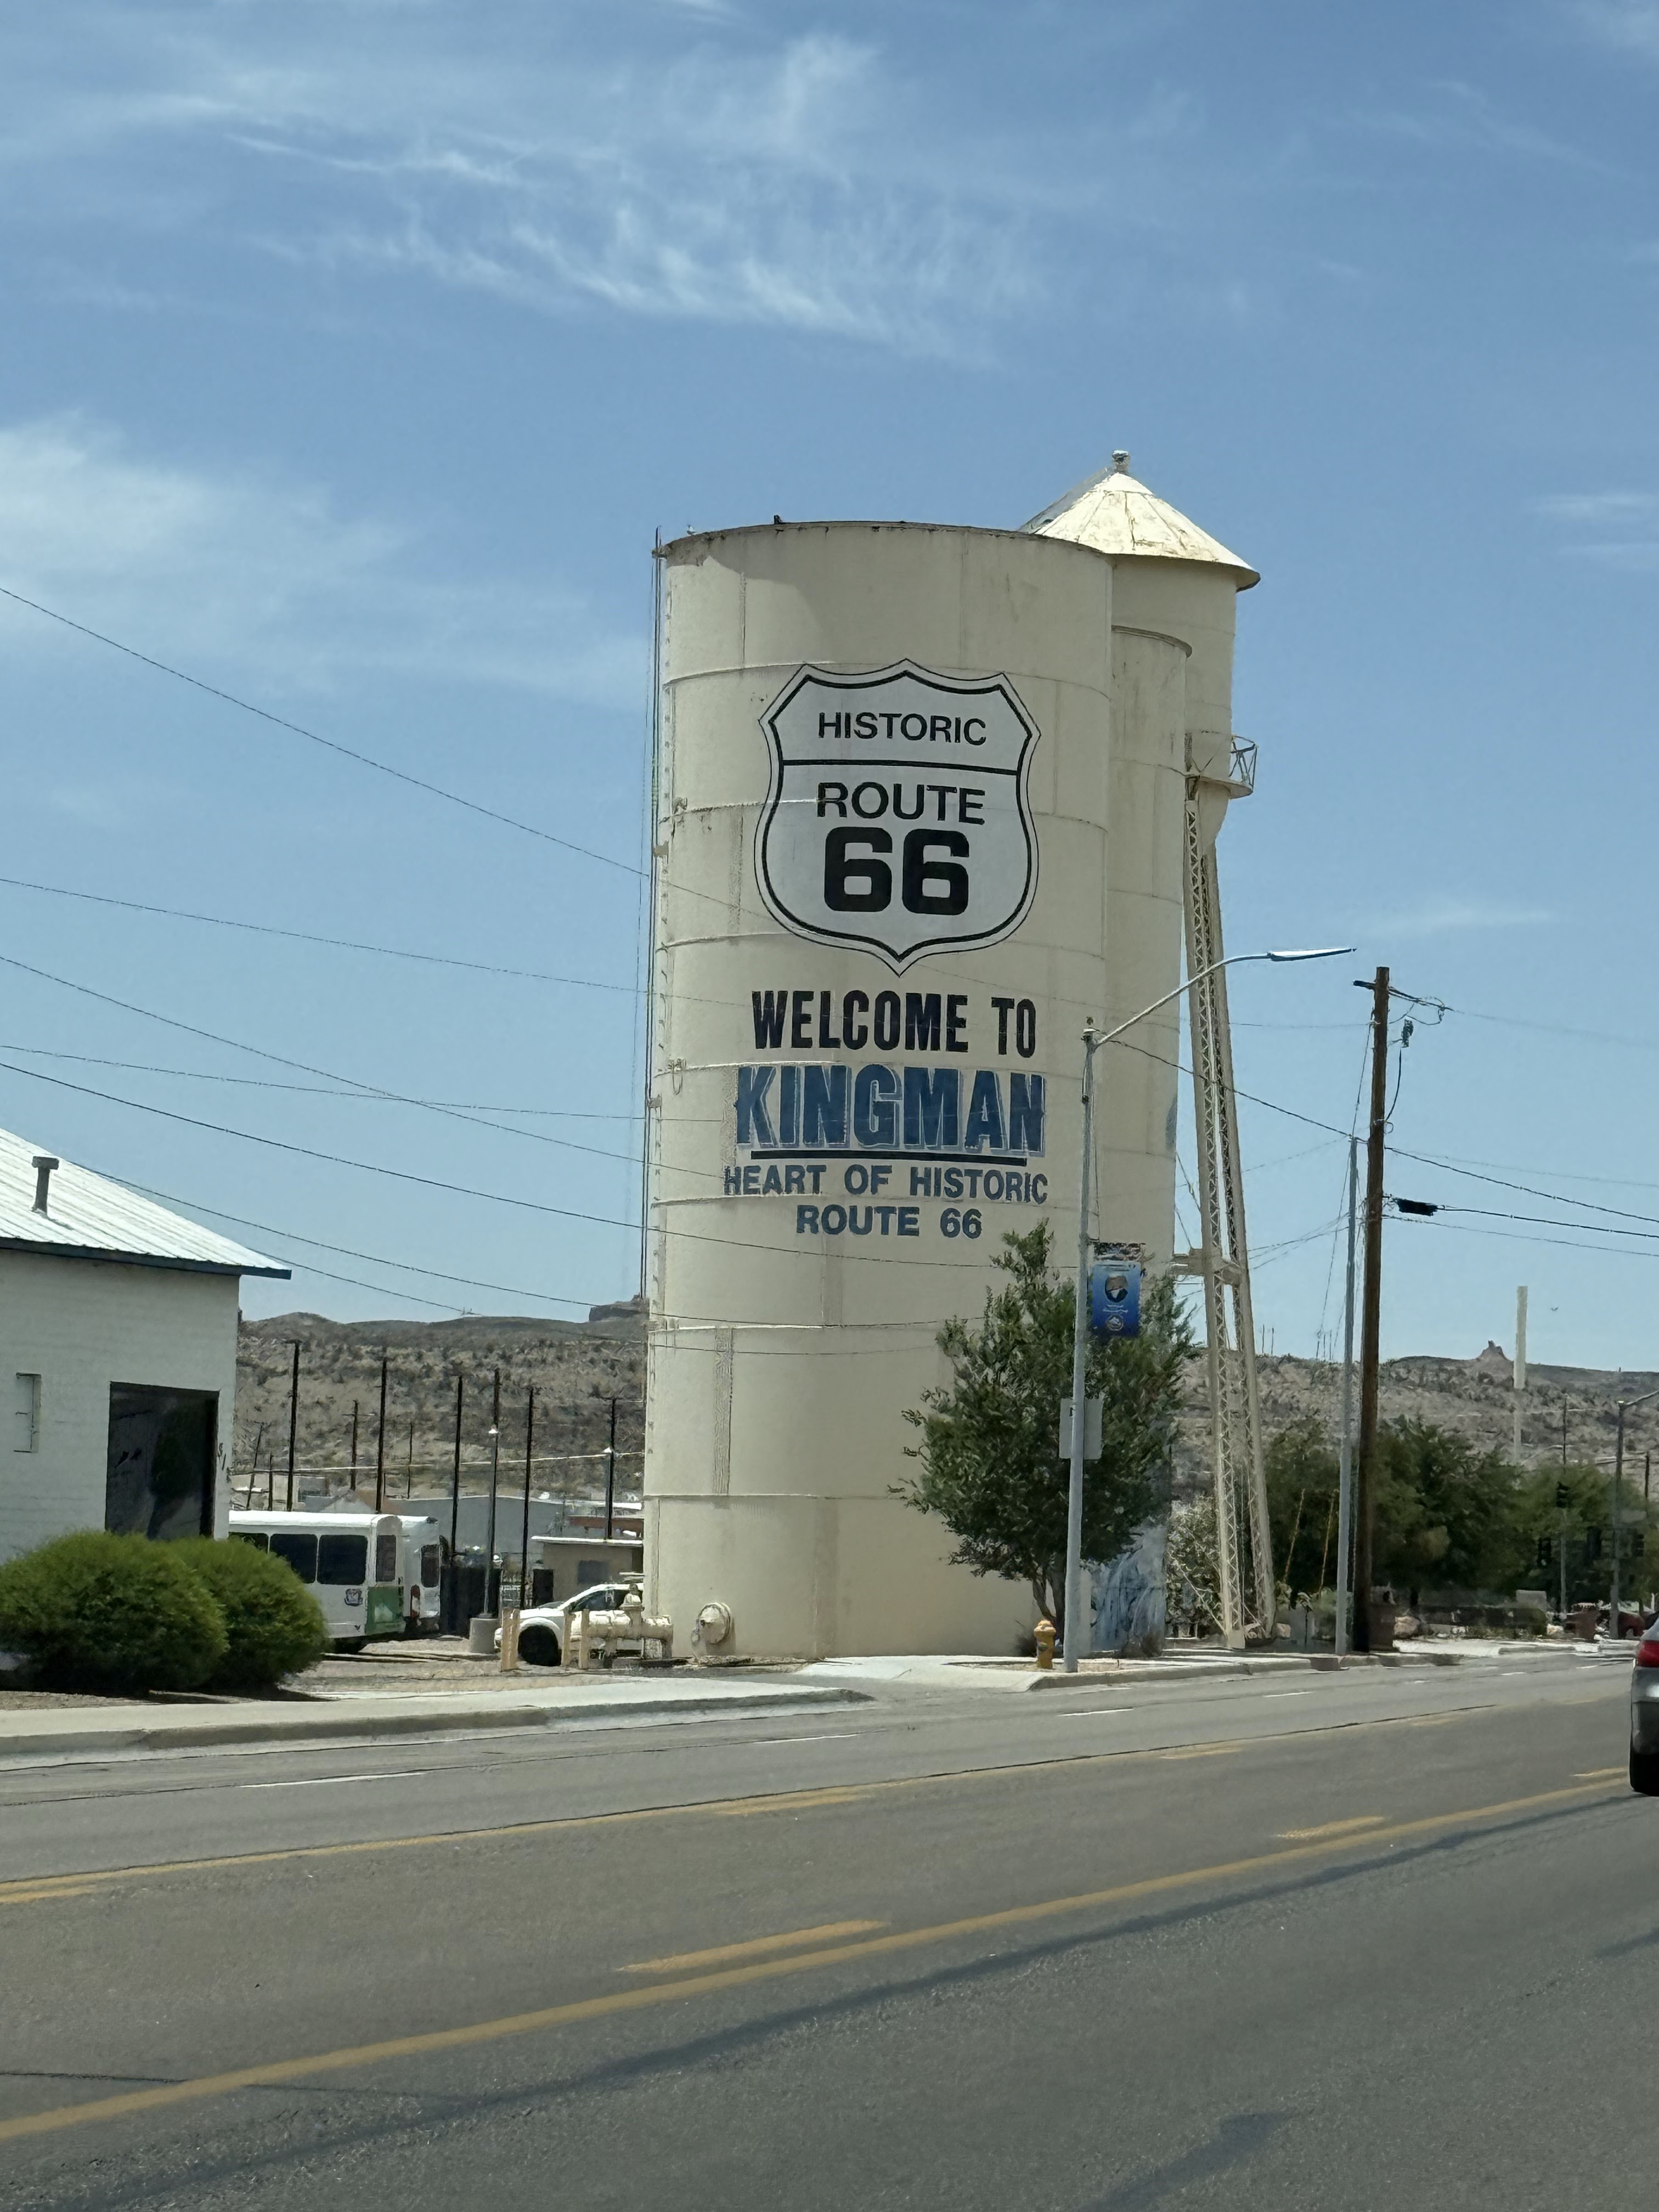 HISTORIC
ROUTE
66
WELCOME TO
KINGMAN
HEART OF HISTORIC
ROUTE 66